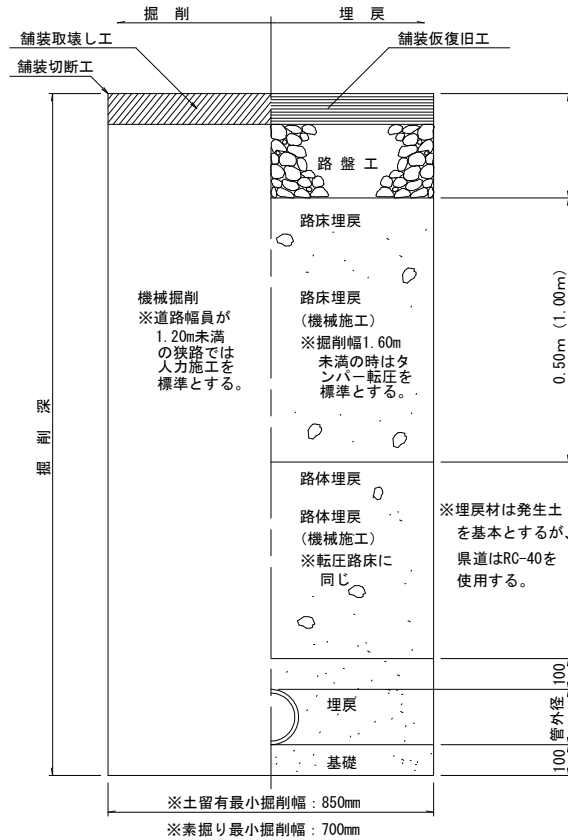 掘　削
埋　戻
舗装取壊し工
舗装仮復旧工
舗装切断工
路 盤 工
路床埋戻
機械掘削
※道路幅員が
1.20m未満
の狭路では
人力施工を
標準とする。
路床埋戻
(機械施工)
※掘削幅1.60m
未満の時はタ
ンパー転圧を
標準とする。
0.50m (1.00m)
掘 削 深
路体埋戻
路体埋戻
(機械施工)
※転圧路床に
同じ
※埋戻材は発生土
を基本とするが、
県道はRC-40を
使用する。
100
埋戻
管外径
基礎
100
※土留有最小掘削幅：850mm
※素掘り最小掘削幅：700mm